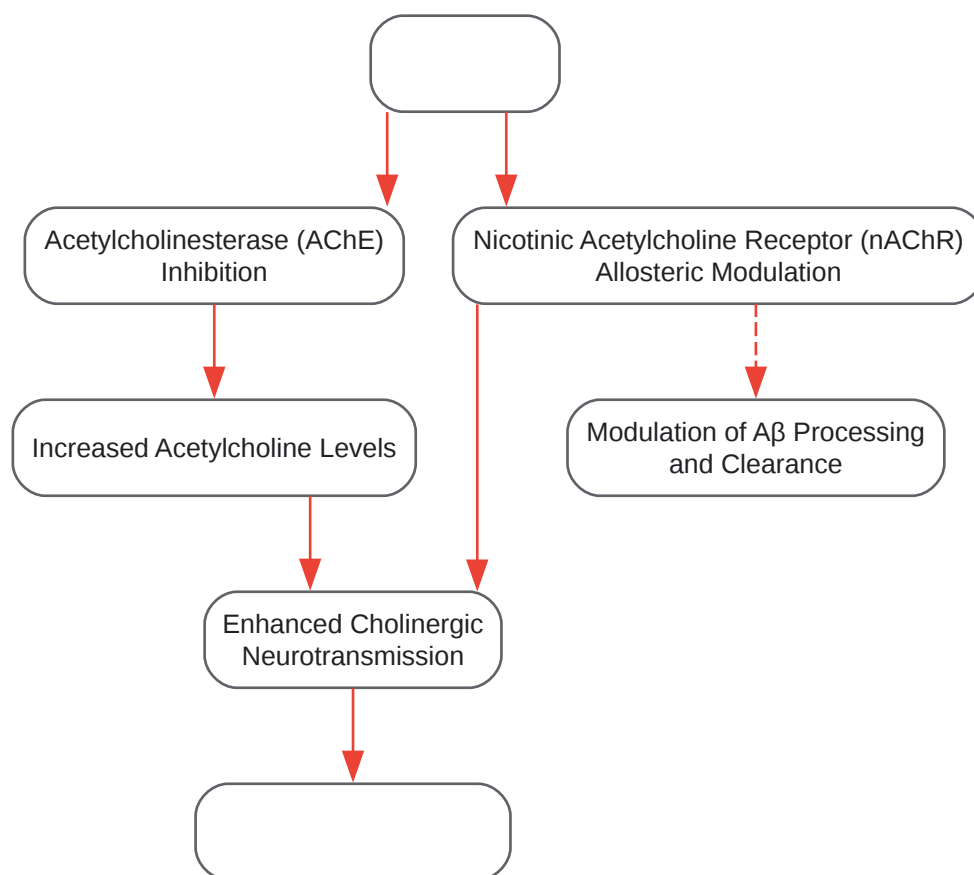 Acetylcholinesterase (AChE)
Inhibition
Nicotinic Acetylcholine Receptor (nAChR)
Allosteric Modulation
Increased Acetylcholine Levels
Modulation of Aβ Processing
and Clearance
Enhanced Cholinergic
Neurotransmission